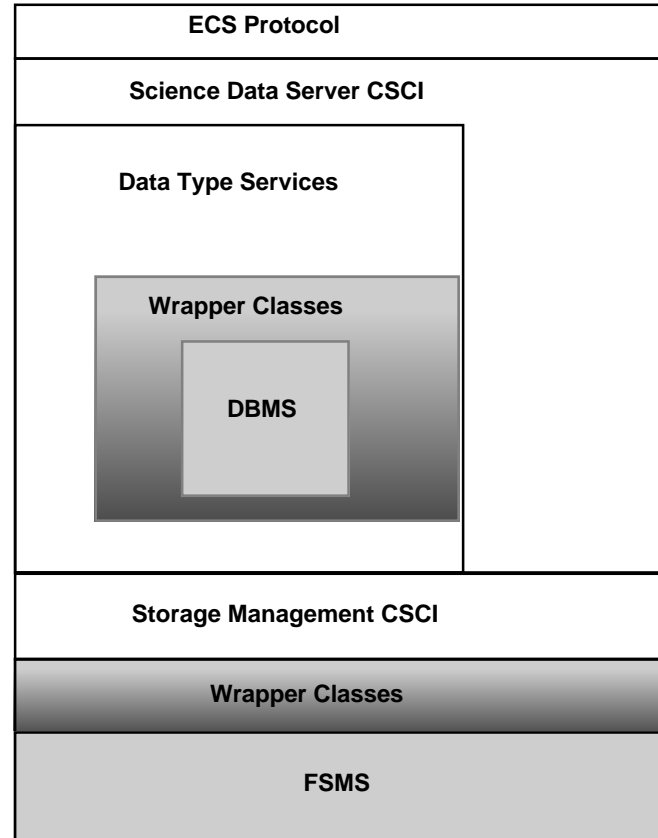 ECS Protocol
Science Data Server CSCI
Data Type Services
Wrapper Classes
DBMS
Storage Management CSCI
Wrapper Classes
FSMS